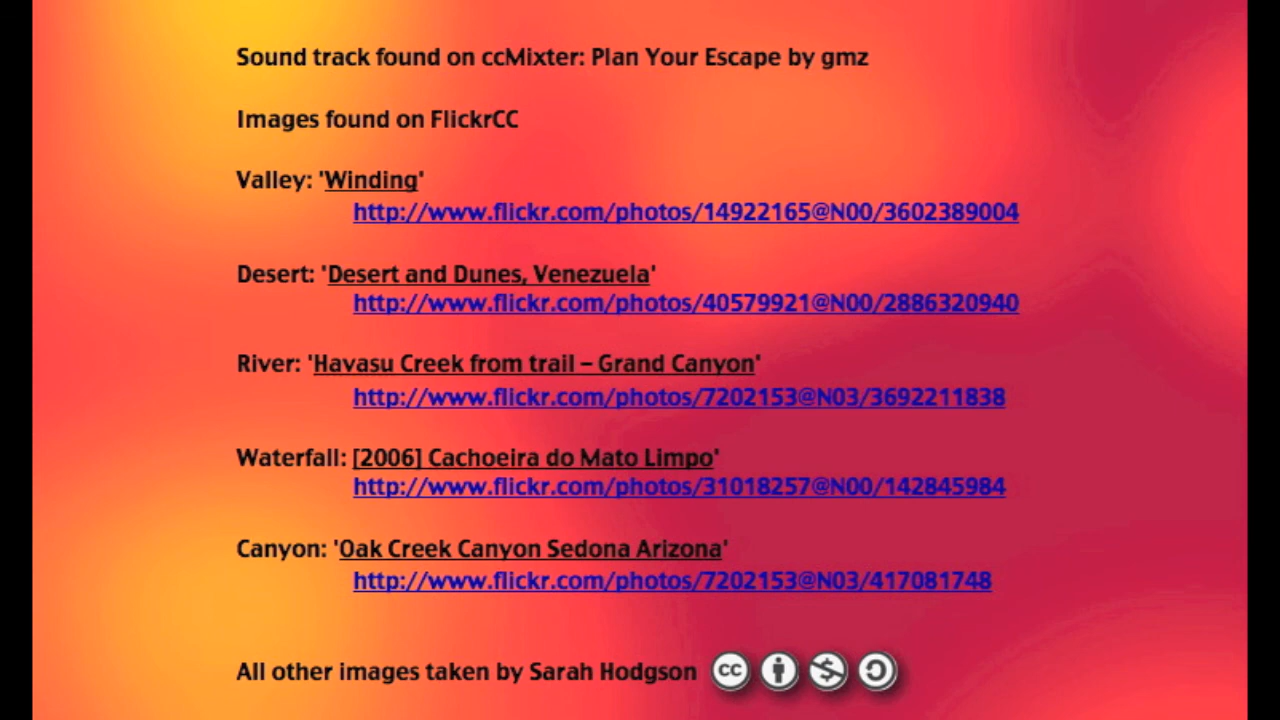 Sound track found on ccMixter: Plan Your Escape by gmz
Images found on FlickrCC
Valley: 'Winding'
http://www.flickr.com/photos/14922165@N00/3602389004
Desert: 'Desert and Dunes, Venezuela'
http://www.flickr.com/photos/40579921@N00/2886320940
River: 'Havasu Creek from trail – Grand Canyon'
http://www.flickr.com/photos/7202153@N03/3692211838
Waterfall: [2006] Cachoeira do Mato Limpo'
http://www.flickr.com/photos/31018257@N00/142845984
Canyon: 'Oak Creek Canyon Sedona Arizona'
http://www.flickr.com/photos/7202153@N03/417081748
All other images taken by Sarah Hodgson cc